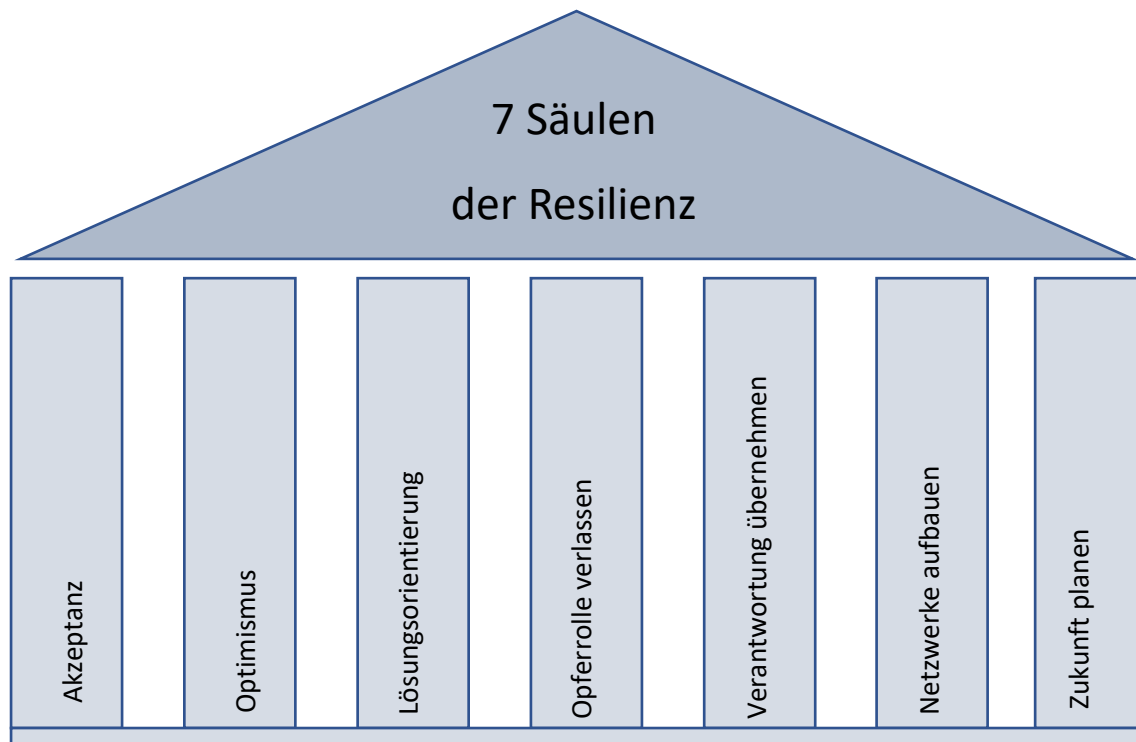 7 Säulen
der Resilienz
Akzeptanz
Optimismus
Lösungsorientierung
Opferrolle verlassen
Verantwortung übernehmen
Netzwerke aufbauen
Zukunft planen